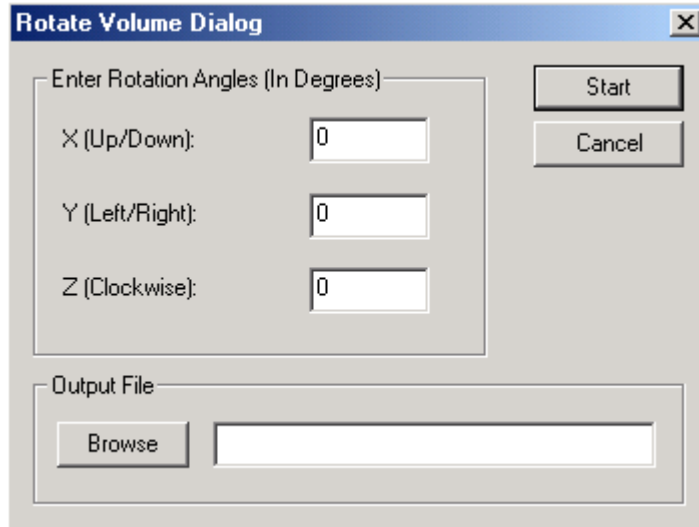 Rotate Volume Dialog
Enter Rotation Angles (In Degrees)
Start
X (Up/Down): 0
Cancel
Y (Left/Right): 0
Z (Clockwise): 0
Output File
Browse